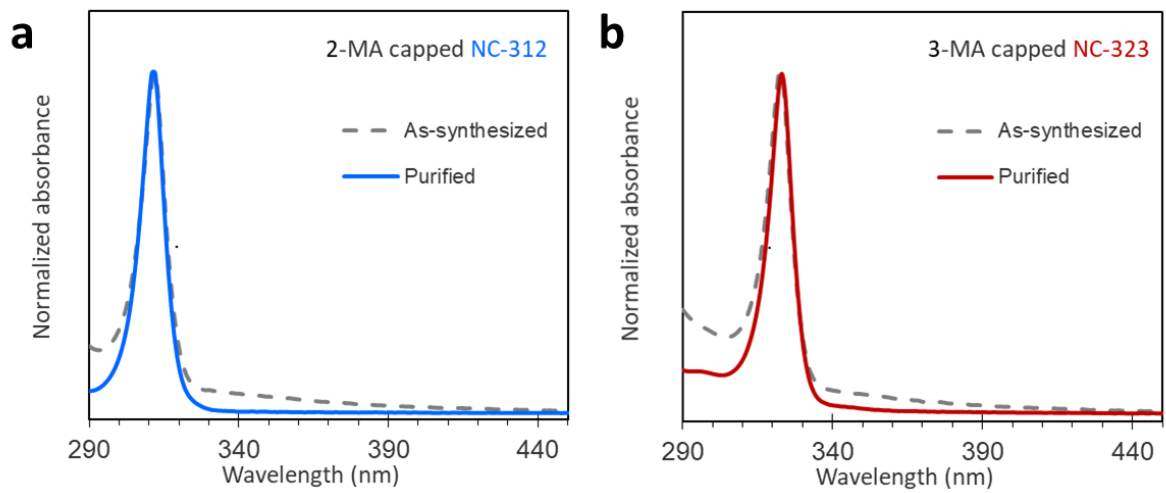 a
2-MA capped NC-312
As-synthesized
Purified
Normalized absorbance
290
340
390
440
Wavelength (nm)
b
3-MA capped NC-323
As-synthesized
Purified
Normalized absorbance
290
340
390
440
Wavelength (nm)